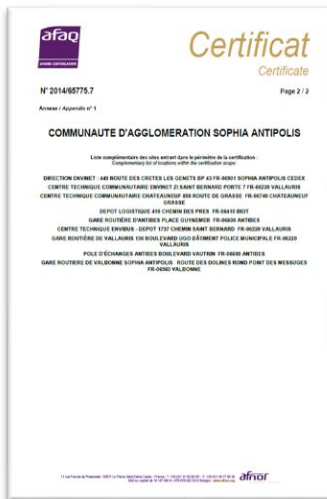 afaq
AFNOR CERTIFICATION
Certificat
Certificate
N° 2014/65775.7
Page 2 / 2
Annexe / Appendix n° 1
COMMUNAUTE D'AGGLOMERATION SOPHIA ANTIPOLIS
Liste complémentaire des sites entrant dans le périmètre de la certification :
Complementary list of locations within the certification scope:
DIRECTION ENVINET : 449 ROUTE DES CRETES LES GENETS BP 43 FR-06901 SOPHIA ANTIPOLIS CEDEX
CENTRE TECHNIQUE COMMUNAUTAIRE ENVINET ZI SAINT BERNARD PORTE 7 FR-06220 VALLAURIS
CENTRE TECHNIQUE COMMUNAUTAIRE CHATEAUNEUF ROUTE DE GRASSE FR-06740 CHATEAUNEUF
GRASSE
DEPOT LOGISTIQUE CHEMIN DES PRES FR-06410 BIOT
GARE ROUTIÈRE D'ANTIBES PLACE GUYNEMER FR-06600 ANTIBES
CENTRE TECHNIQUE ENVIBUS - DEPOT 1737 CHEMIN SAINT BERNARD FR-06220 VALLAURIS
GARE ROUTIÈRE DE VALLAURIS 130 BOULEVARD UGO BÂTIMENT POLICE MUNICIPALE FR-06220
VALLAURIS
POLE D'ÉCHANGES ANTIBES BOULEVARD VAUTRIN FR-06600 ANTIBES
GARE ROUTIERE DE VALBONNE SOPHIA ANTIPOLIS ROUTE DES DOLINES ROND POINT DES MESSUGES
FR-06560 VALBONNE
afnor